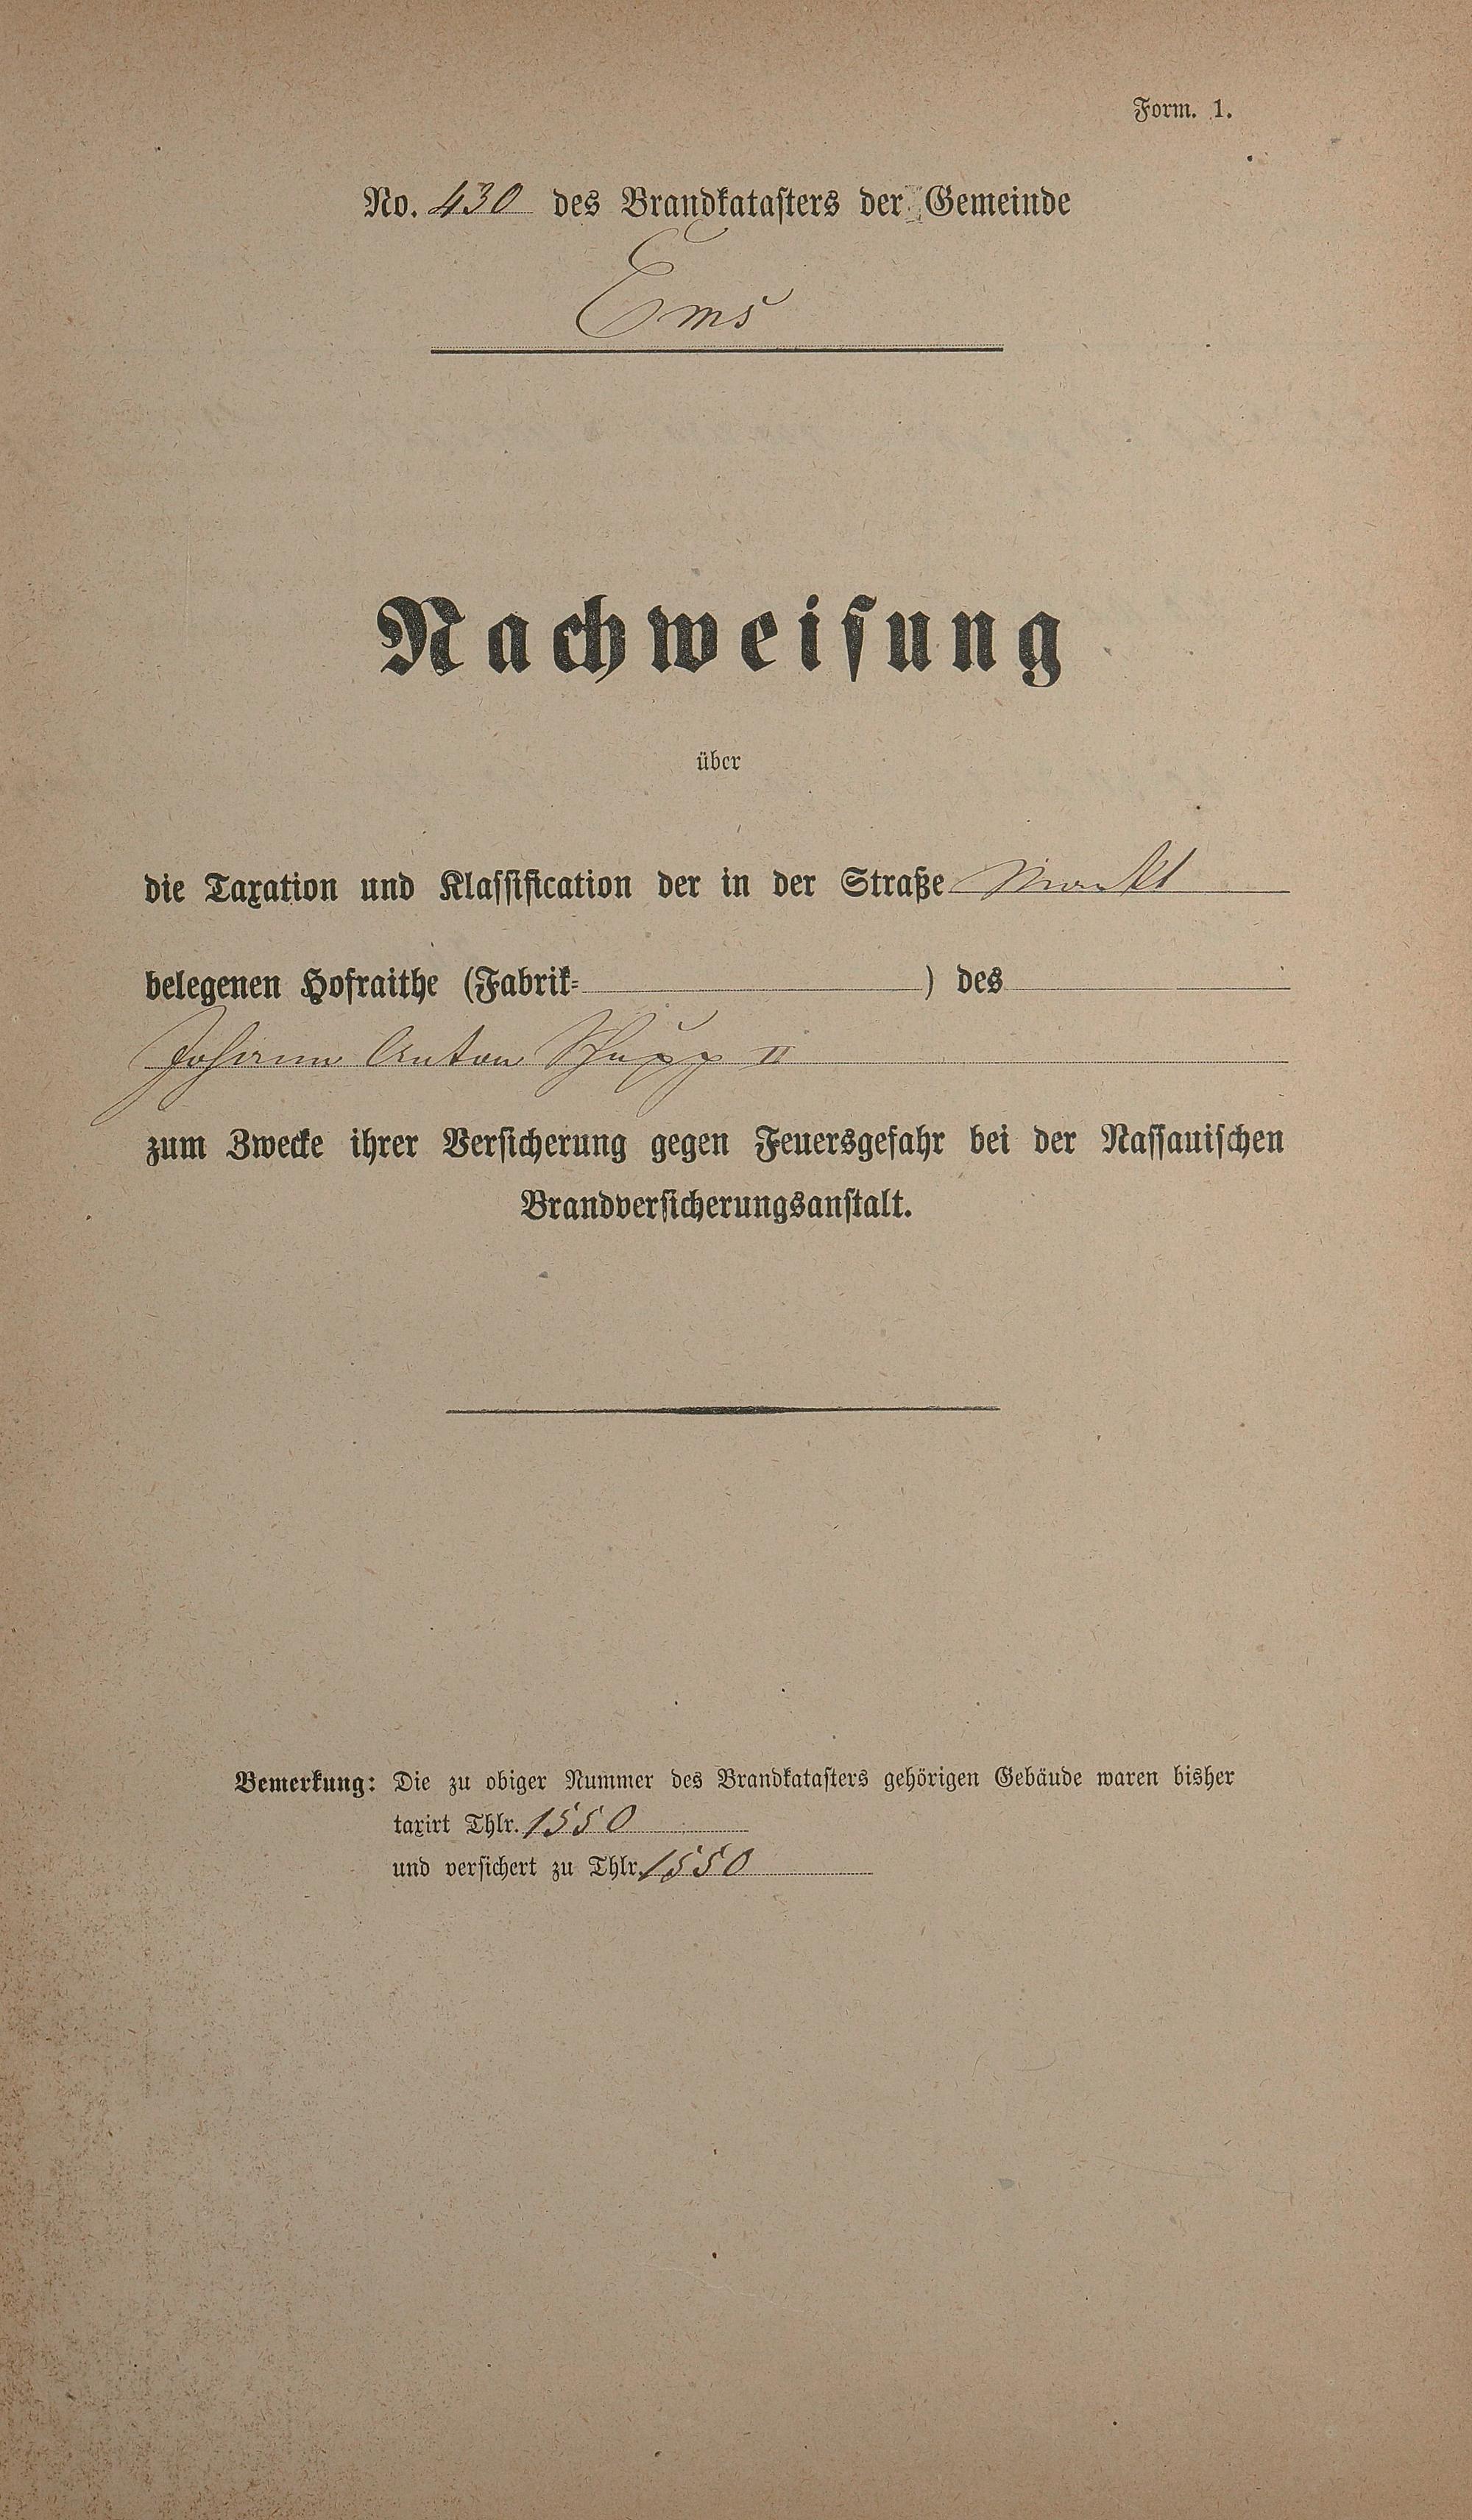 Form. 1.
No. 430 des Brandkatasters der Gemeinde
Ems
Nachweisung
über
die Taxation und Klassification der in der Straße Markt
belegenen Hofraithe (Fabrik- ) des
Johann Anton Schupp II
zum Zwecke ihrer Versicherung gegen Feuersgefahr bei der Nassauischen
Brandversicherungsanstalt.
Bemerkung: Die zu obiger Nummer des Brandkatasters gehörigen Gebäude waren bisher
taxirt Thlr. 1550
und versichert zu Thlr. 1550